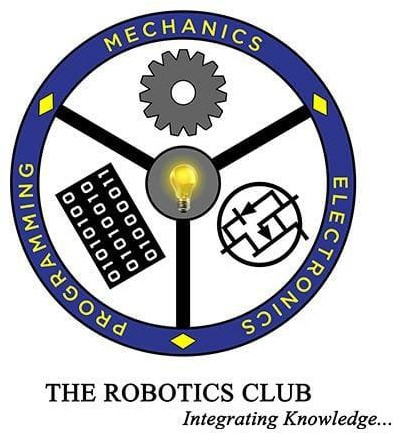 MECHANICS
PROGRAMMING
ELECTRONICS
THE ROBOTICS CLUB
Integrating Knowledge...